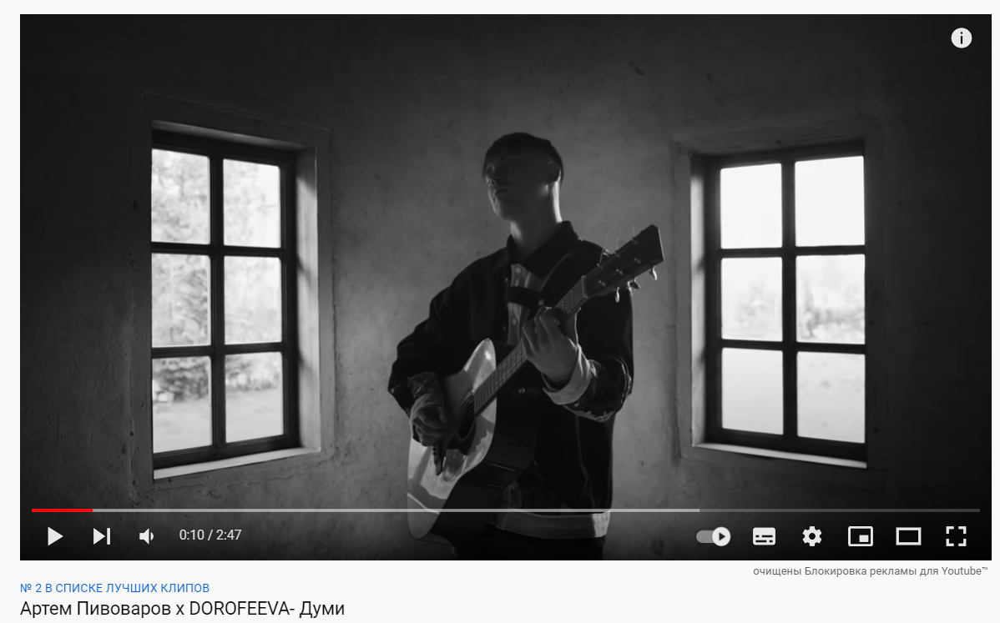 0:10 / 2:47
очищены Блокировка рекламы для Youtube™
№ 2 В СПИСКЕ ЛУЧШИХ КЛИПОВ
Артем Пивоваров х DOROFEEVA- Думи